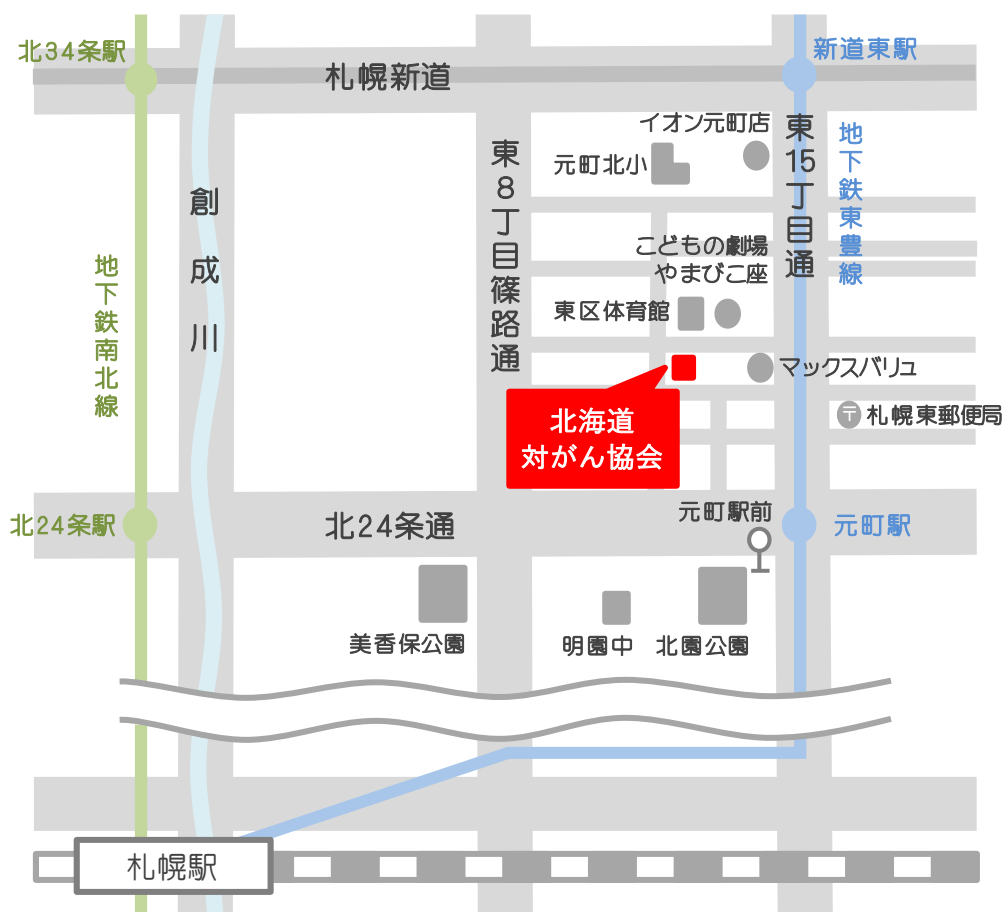 北34条駅
新道東駅
札幌新道
イオン元町店
元町北小
東15丁目通
地下鉄東豊線
東8丁目篠路通
創成川
こどもの劇場
やまびこ座
地下鉄南北線
東区体育館
マックスバリュ
〒
札幌東郵便局
北海道
対がん協会
北24条駅
北24条通
元町駅前
元町駅
美香保公園
明園中
北園公園
札幌駅